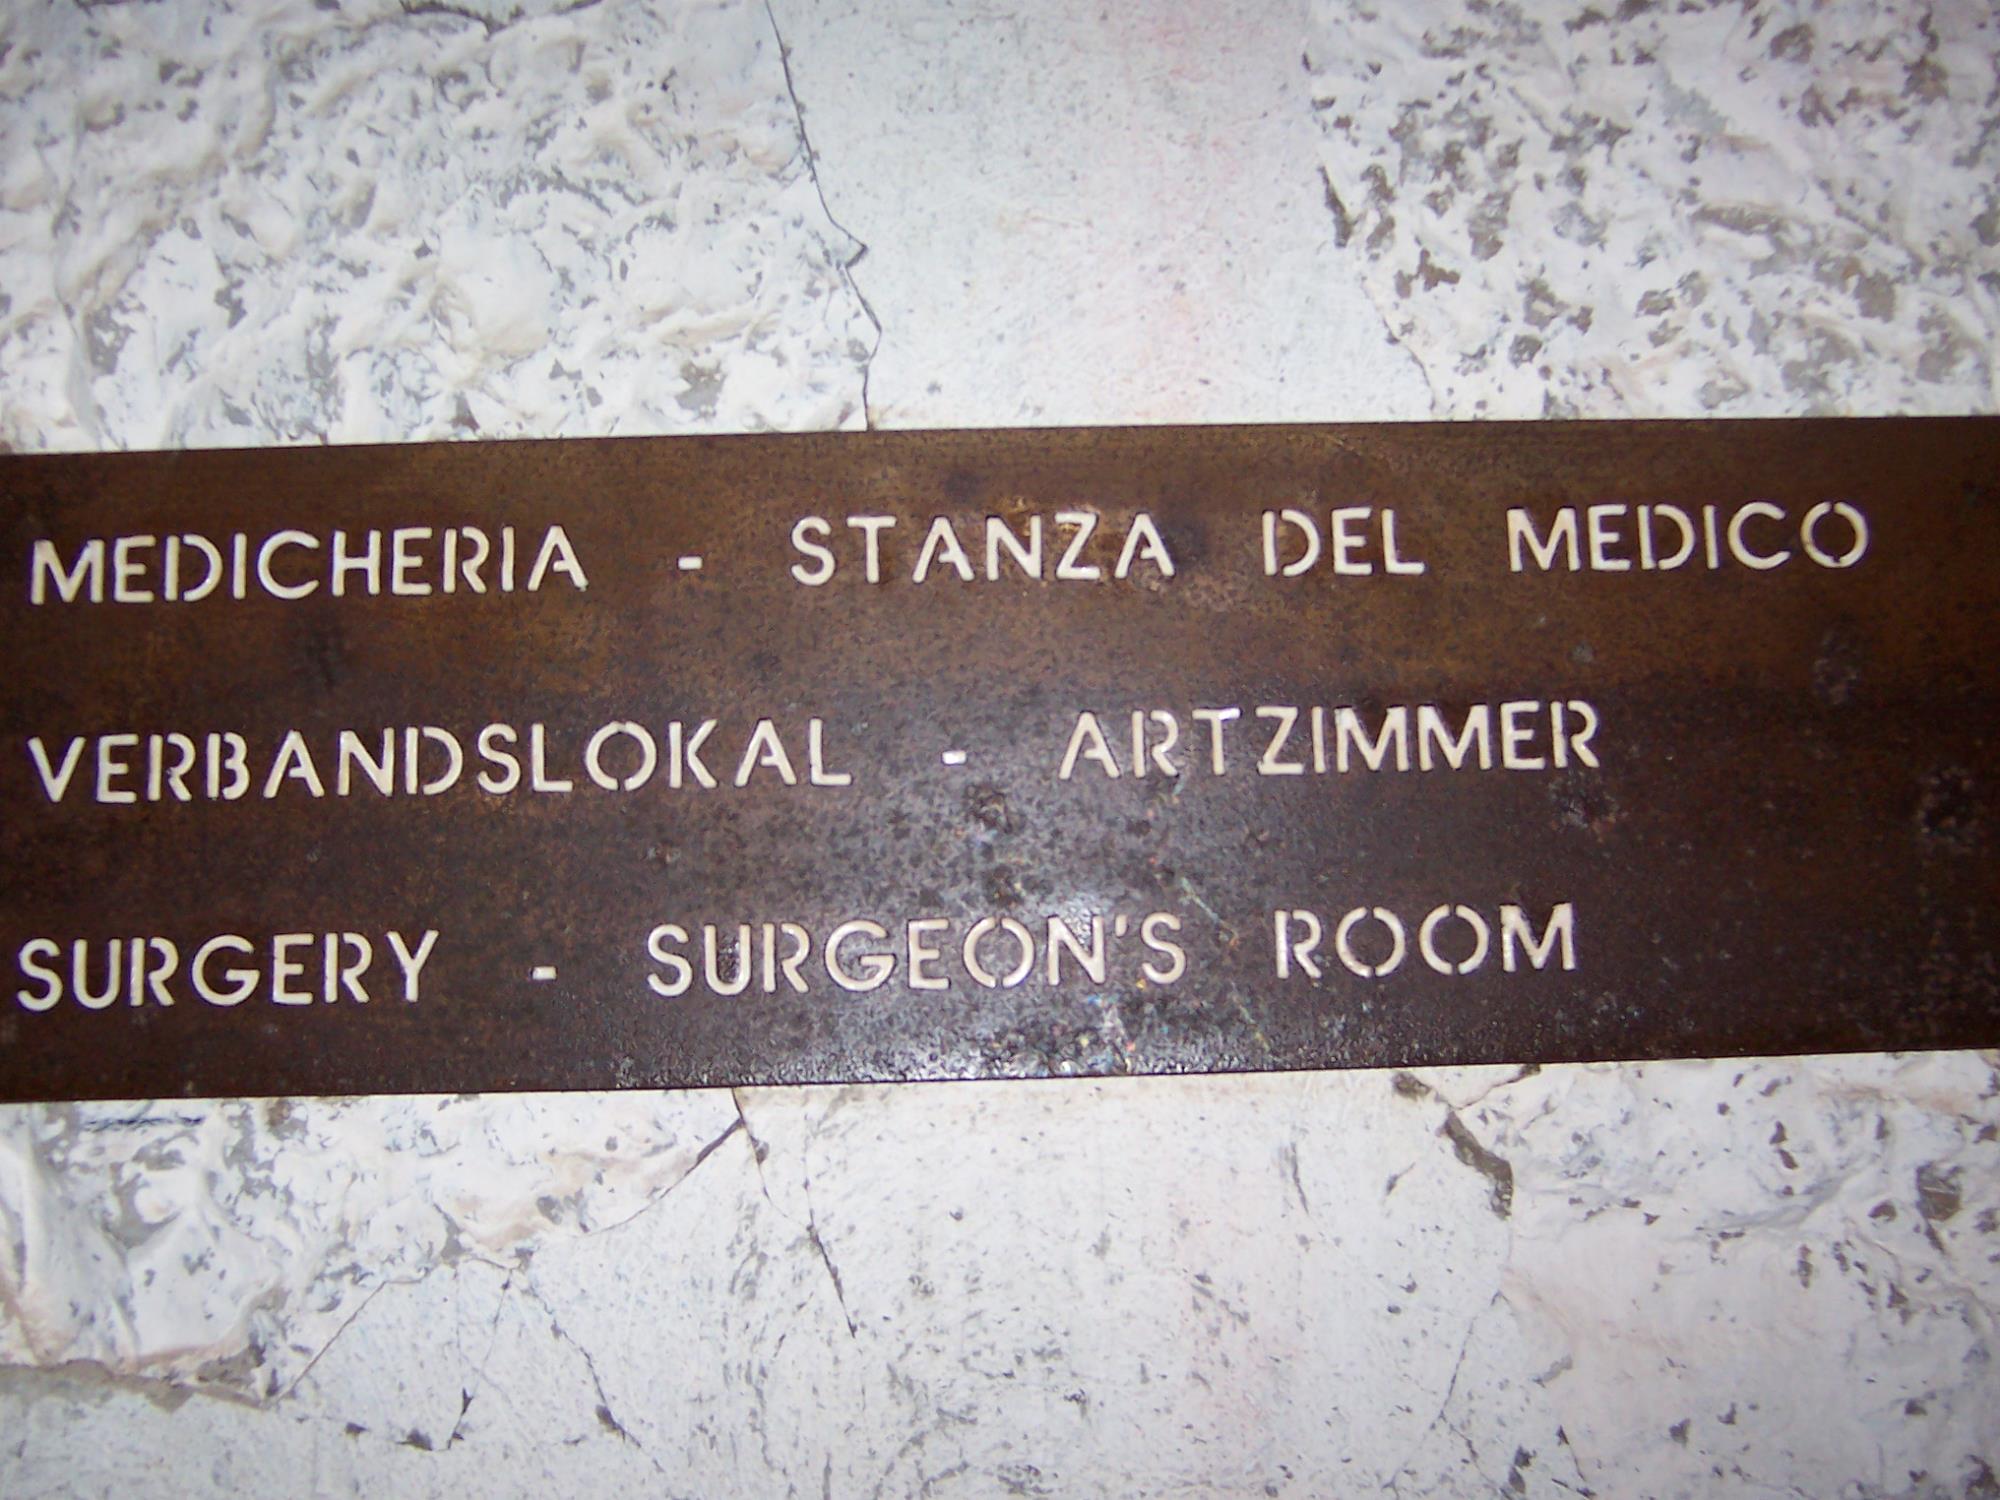 MEDICHERIA - STANZA DEL MEDICO
VERBANDSLOKAL - ARTZIMMER
SURGERY - SURGEON'S ROOM